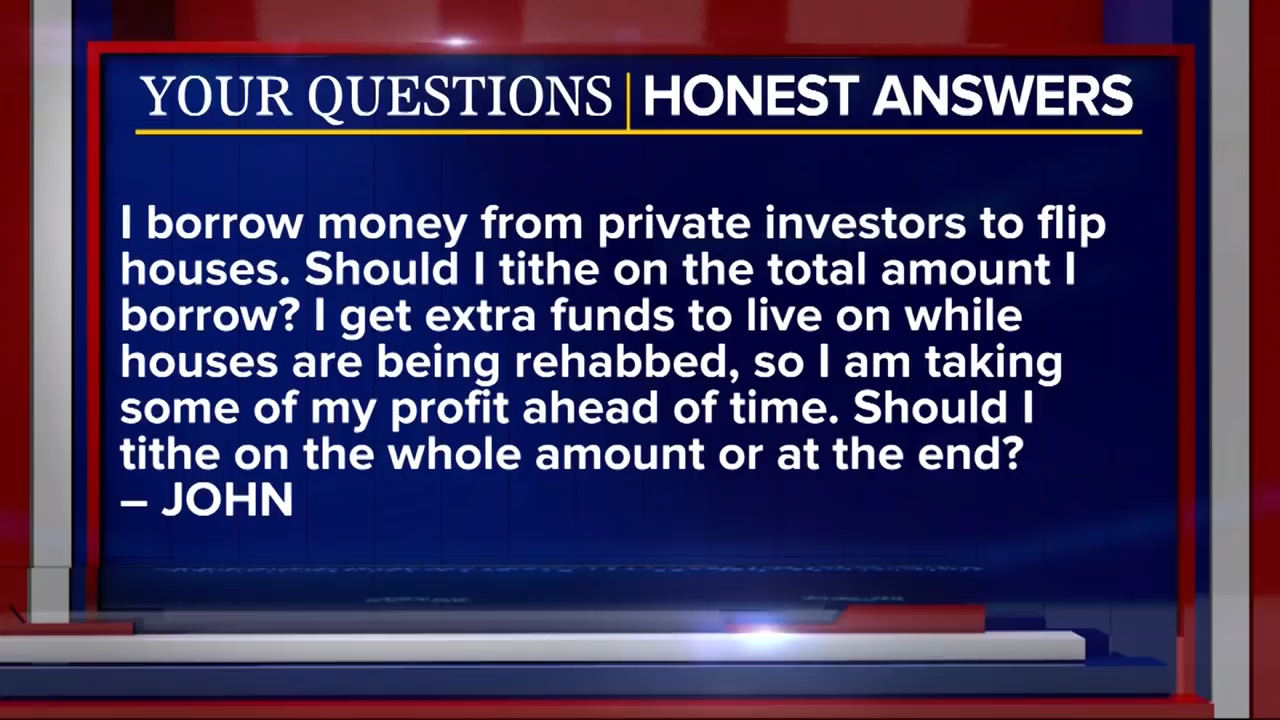 YOUR QUESTIONS | HONEST ANSWERS
I borrow money from private investors to flip
houses. Should I tithe on the total amount I
borrow? I get extra funds to live on while
houses are being rehabbed, so I am taking
some of my profit ahead of time. Should I
tithe on the whole amount or at the end?
– JOHN